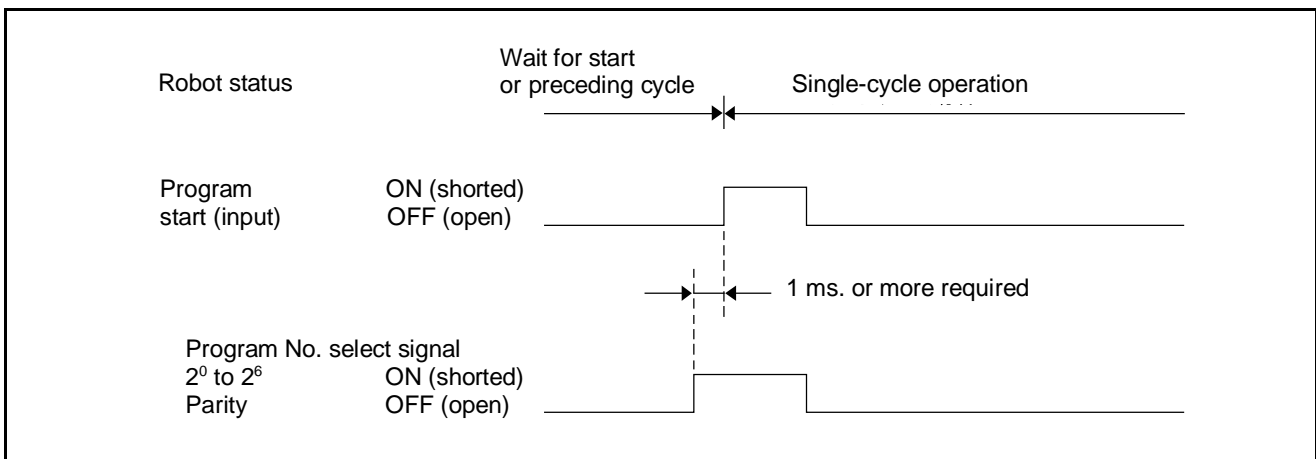 Wait for start
Robot status or preceding cycle Single-cycle operation
Program ON (shorted)
start (input) OFF (open)
1 ms. or more required
Program No. select signal
2⁰ to 2⁶ ON (shorted)
Parity OFF (open)